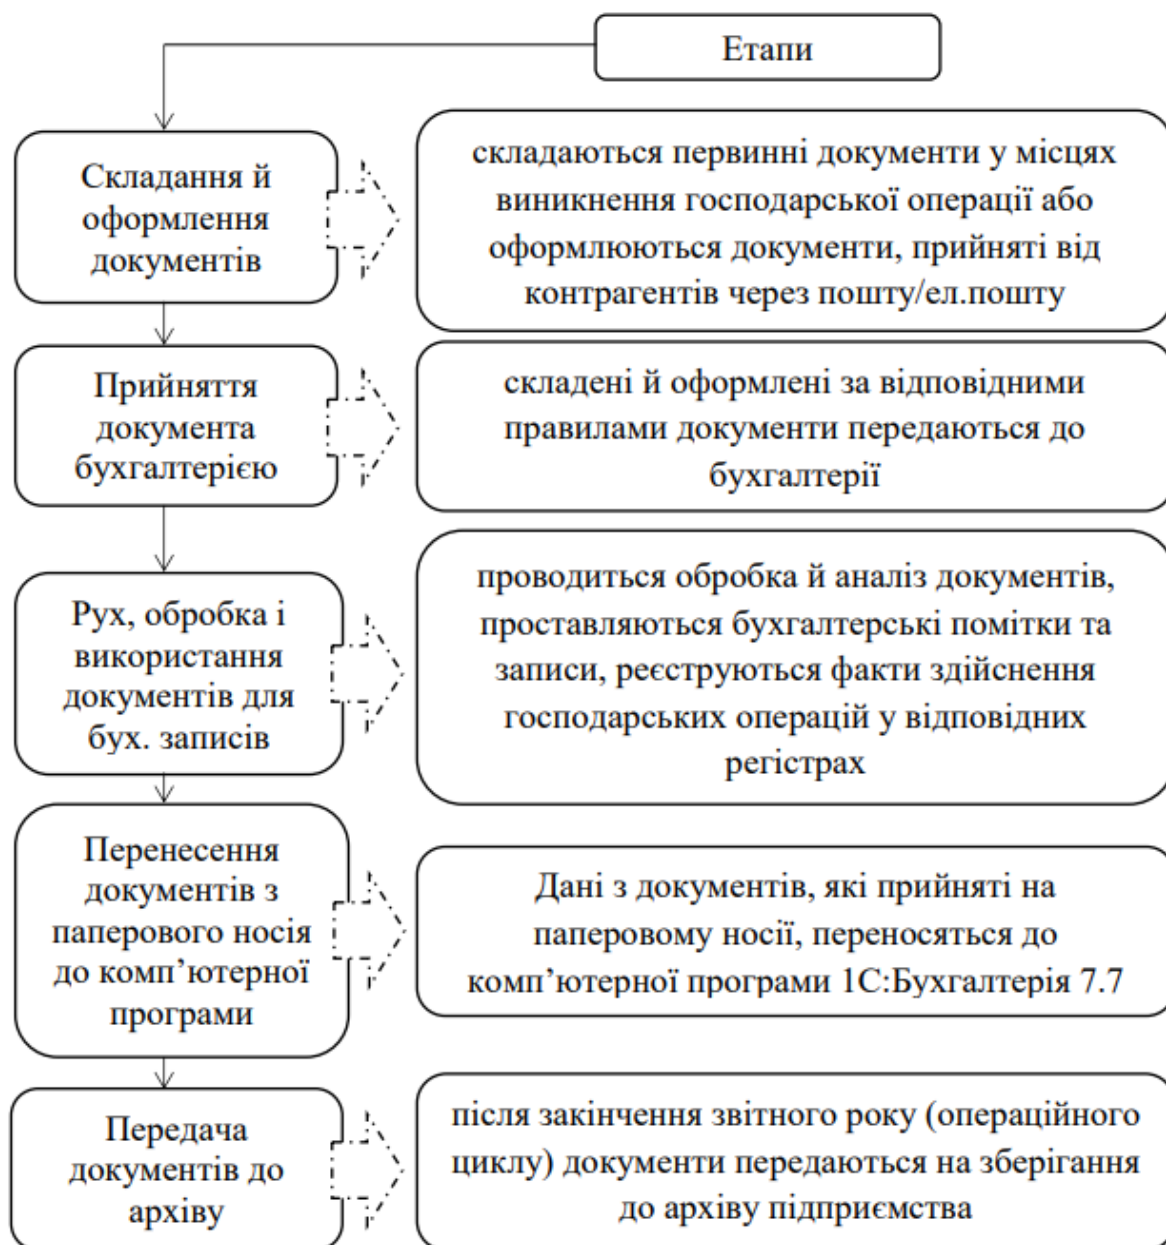 Етапи
Складання й
оформлення
документів
складаються первинні документи у місцях
виникнення господарської операції або
оформлюються документи, прийняті від
контрагентів через пошту/ел.пошту
Прийняття
документа
бухгалтерією
складені й оформлені за відповідними
правилами документи передаються до
бухгалтерії
Рух, обробка і
використання
документів для
бух. записів
проводиться обробка й аналіз документів,
проставляються бухгалтерські помітки та
записи, реєструються факти здійснення
господарських операцій у відповідних
регістрах
Перенесення
документів з
паперового носія
до комп’ютерної
програми
Дані з документів, які прийняті на
паперовому носії, переносяться до
комп’ютерної програми 1С:Бухгалтерія 7.7
Передача
документів до
архіву
після закінчення звітного року (операційного
циклу) документи передаються на зберігання
до архіву підприємства